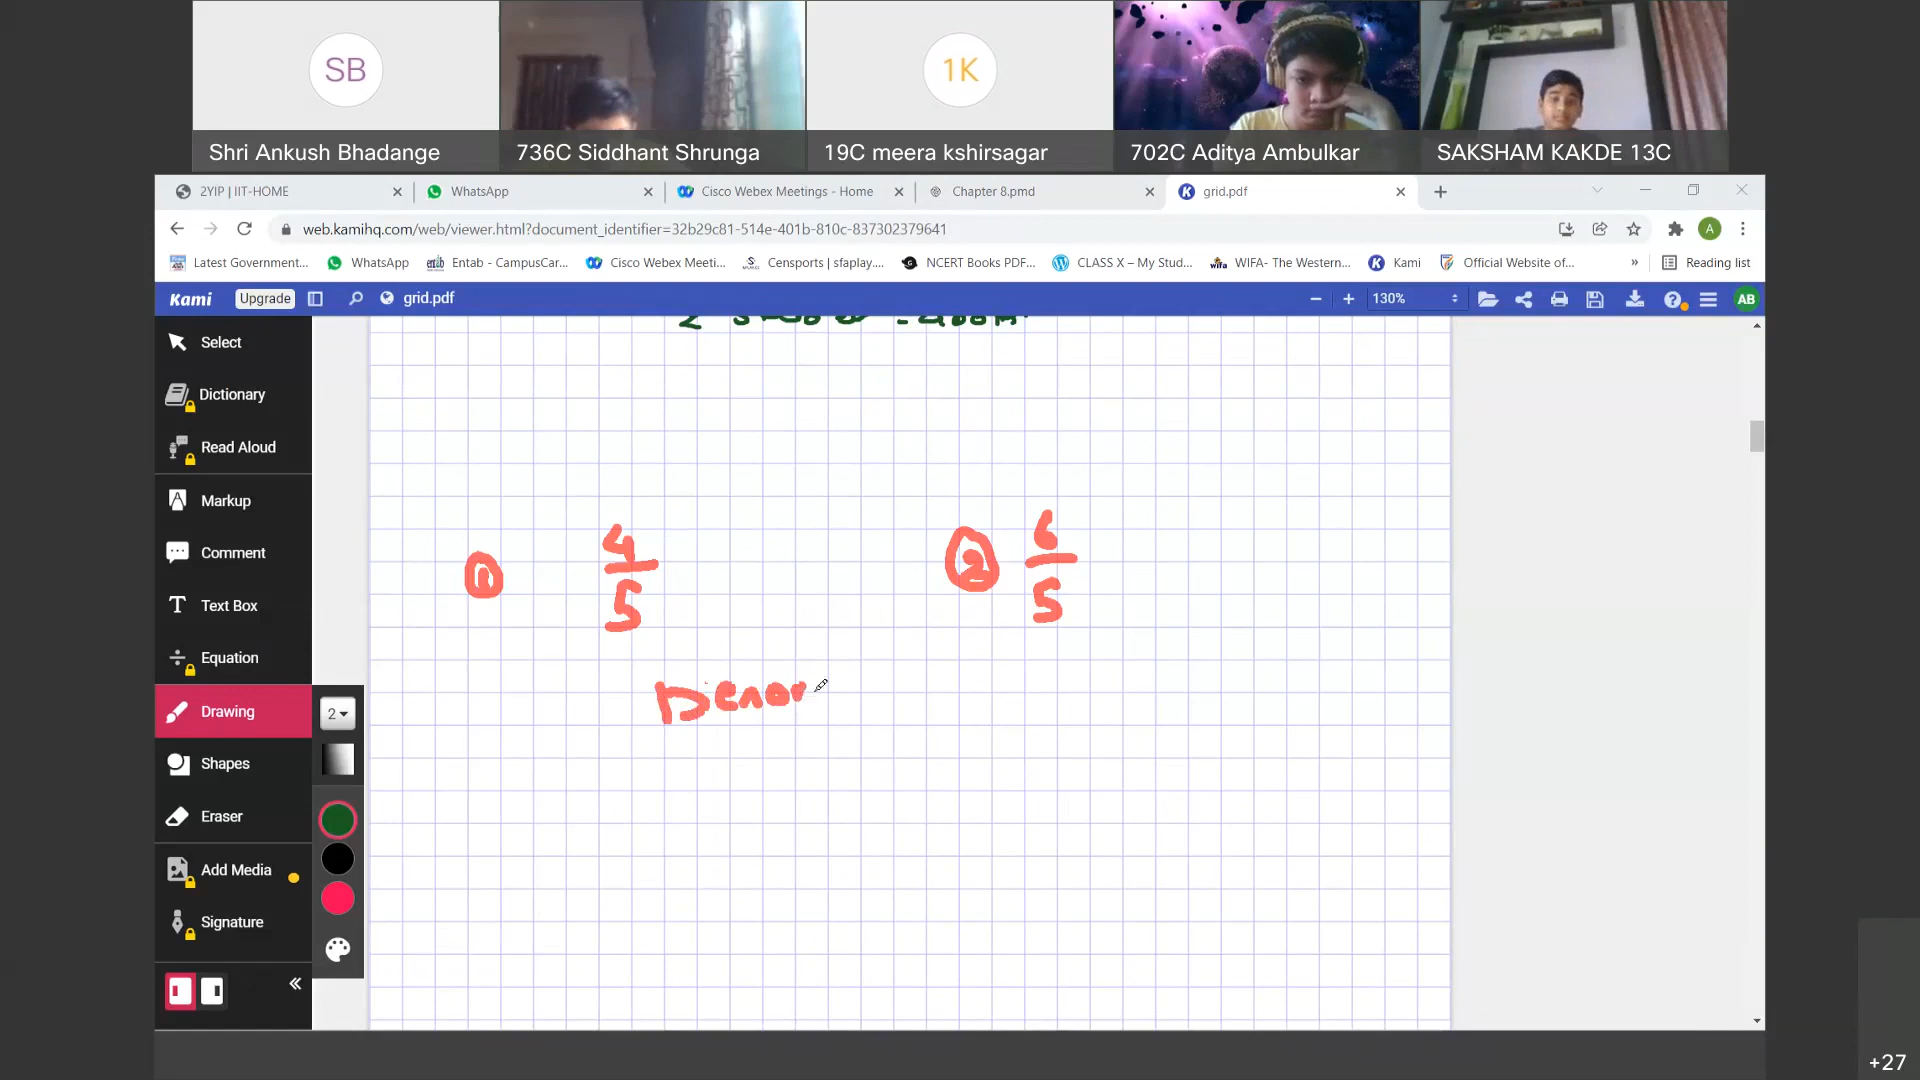 SB
1K
Shri Ankush Bhadange
736C Siddhant Shrunga
19C meera kshirsagar
702C Aditya Ambulkar
SAKSHAM KAKDE 13C
2YIP | IIT-HOME
WhatsApp
Cisco Webex Meetings - Home
Chapter 8.pmd
grid.pdf
web.kamihq.com/web/viewer.html?document_identifier=32b29c81-514e-401b-810c-837302379641
A
Latest Government...
WhatsApp
Entab - CampusCar...
Cisco Webex Meeti...
Censports | sfaplay....
NCERT Books PDF...
CLASS X – My Stud...
WIFA- The Western...
Kami
Official Website of...
»
Reading list
Kami
Upgrade
grid.pdf
130%
AB
Select
Dictionary
Read Aloud
Markup
Comment
Text Box
Equation
Drawing
2
Shapes
Eraser
Add Media
Signature
1
4
5
2
6
5
Denor
+27